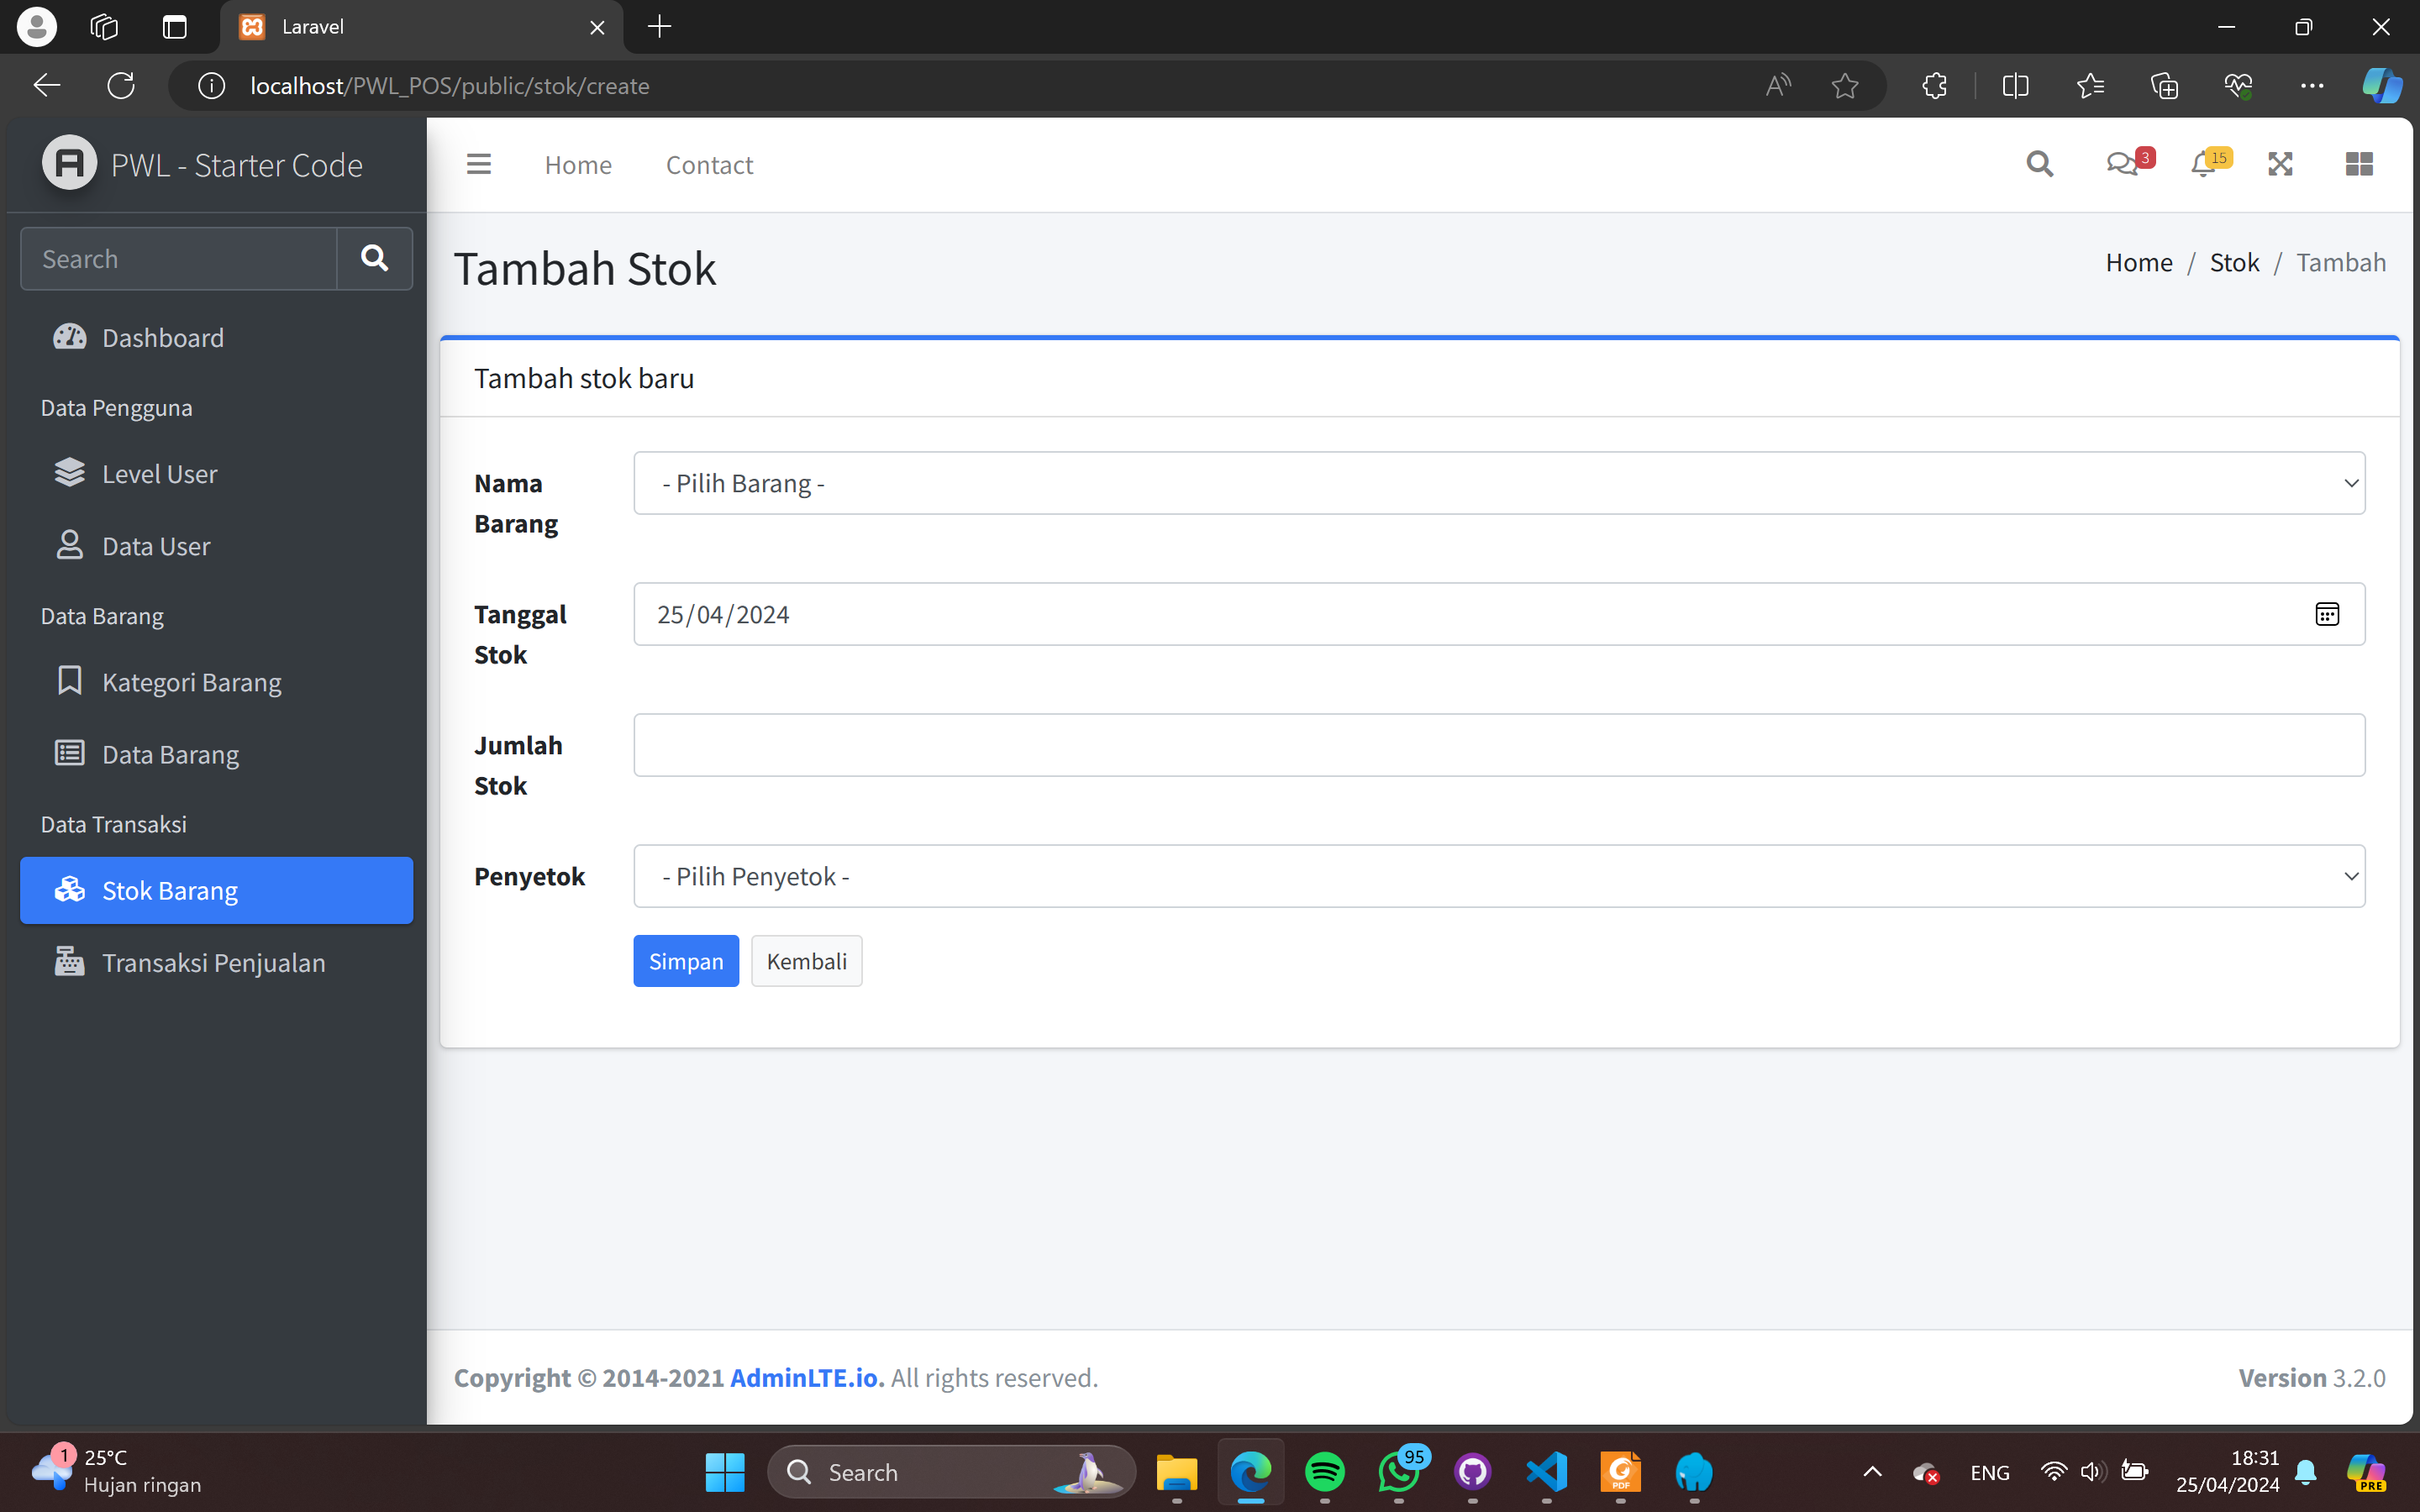 Laravel
localhost/PWL_POS/public/stok/create
PWL - Starter Code
Home
Contact
3
15
Search
Dashboard
Data Pengguna
Level User
Data User
Data Barang
Kategori Barang
Data Barang
Data Transaksi
Stok Barang
Transaksi Penjualan
Tambah Stok
Home / Stok / Tambah
Tambah stok baru
Nama
Barang
- Pilih Barang -
Tanggal
Stok
25/04/2024
Jumlah
Stok
Penyetok
- Pilih Penyetok -
Simpan
Kembali
Copyright © 2014-2021 AdminLTE.io. All rights reserved.
Version 3.2.0
1
25°C
Hujan ringan
Search
95
PDF
ENG
18:31
25/04/2024
PRE